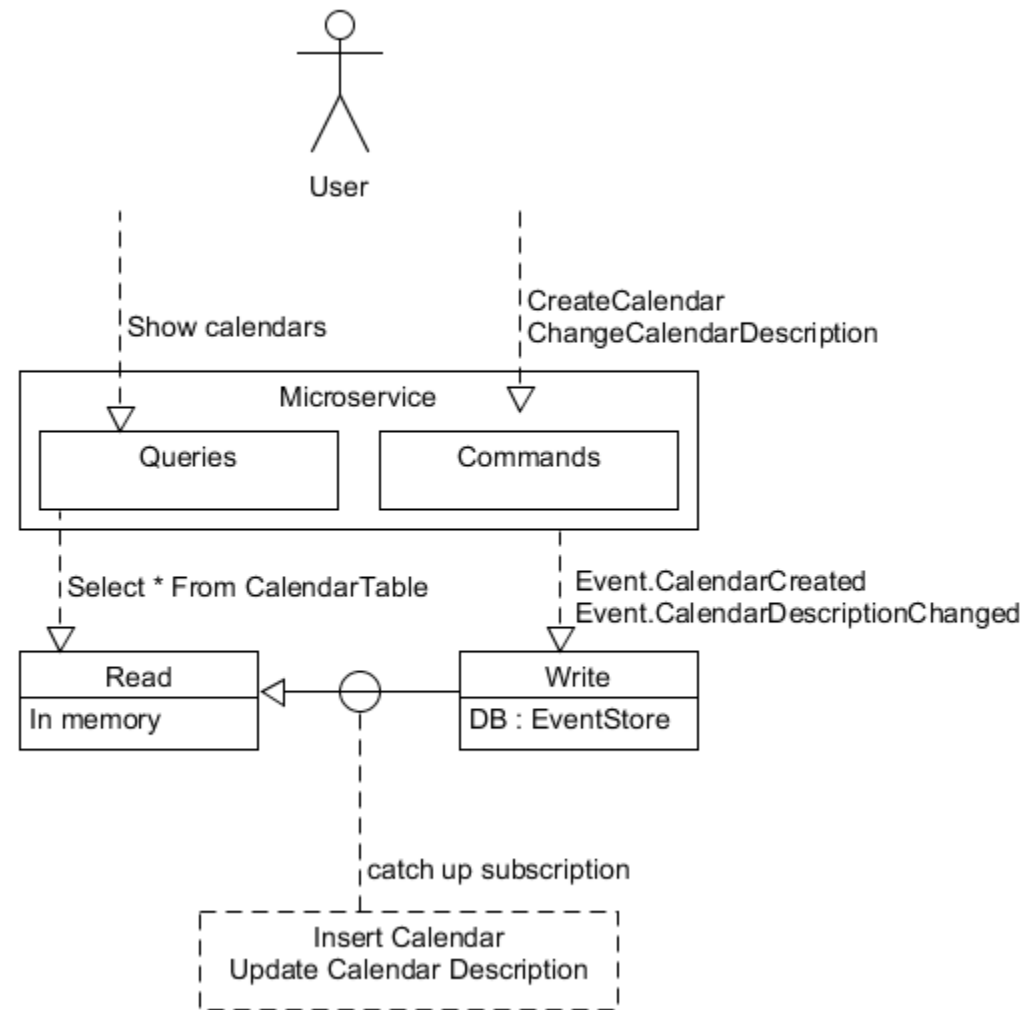 User
Show calendars
CreateCalendar
ChangeCalendarDescription
Microservice
Queries
Commands
Select * From CalendarTable
Event.CalendarCreated
Event.CalendarDescriptionChanged
Read
In memory
Write
DB : EventStore
catch up subscription
Insert Calendar
Update Calendar Description